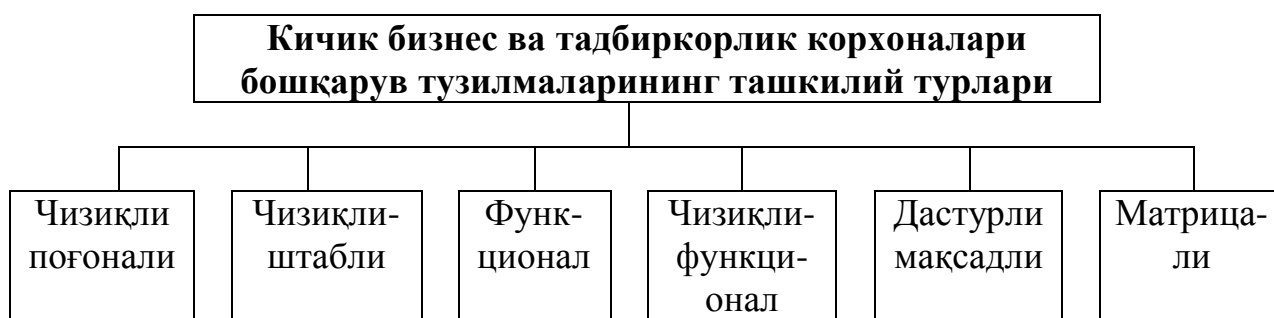 Кичик бизнес ва тадбиркорлик корхоналари
бошқарув тузилмаларининг ташкилий турлари
Чизиқли
поғонали
Чизиқли-
штабли
Функ-
ционал
Чизиқли-
функци-
онал
Дастурли
мақсадли
Матрица-
ли